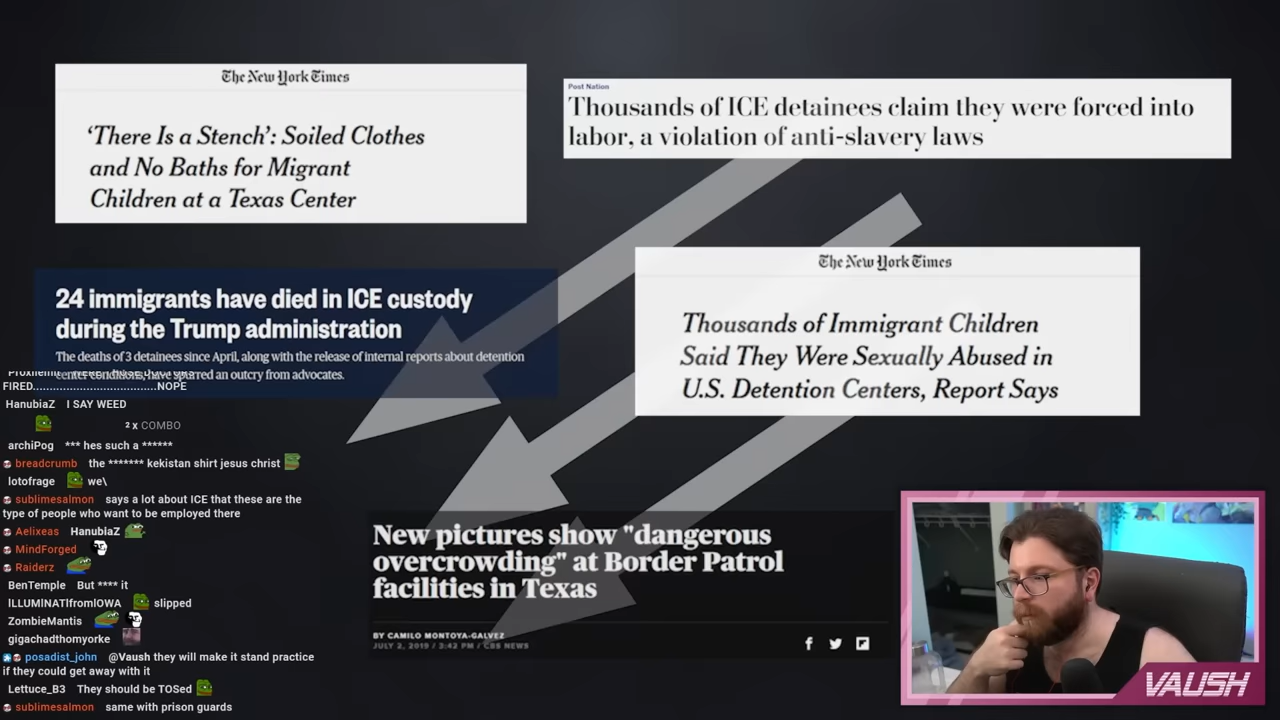 The New York Times
'There Is a Stench': Soiled Clothes
and No Baths for Migrant
Children at a Texas Center
Post Nation
Thousands of ICE detainees claim they were forced into
labor, a violation of anti-slavery laws
24 immigrants have died in ICE custody
during the Trump administration
The deaths of 3 detainees since April, along with the release of internal reports about detention
center conditions, have spurred an outcry from advocates.
The New York Times
Thousands of Immigrant Children
Said They Were Sexually Abused in
U.S. Detention Centers, Report Says
New pictures show "dangerous
overcrowding" at Border Patrol
facilities in Texas
BY CAMILO MONTOYA-GALVEZ
JULY 2, 2019 / 3:42 PM / CBS NEWS
FIRED.................................NOPE
HanubiaZ I SAY WEED
2 x COMBO
archiPog *** hes such a ******
breadcrumb the ******* kekistan shirt jesus christ
lotofrage we\
sublimesalmon says a lot about ICE that these are the
type of people who want to be employed there
Aelixeas HanubiaZ
MindForged
Raiderz
BenTemple But **** it
ILLUMINATIfromIOWA slipped
ZombieMantis
gigachadthomyorke
posadist_john @Vaush they will make it stand practice
if they could get away with it
Lettuce_B3 They should be TOSed
sublimesalmon same with prison guards
VAUSH